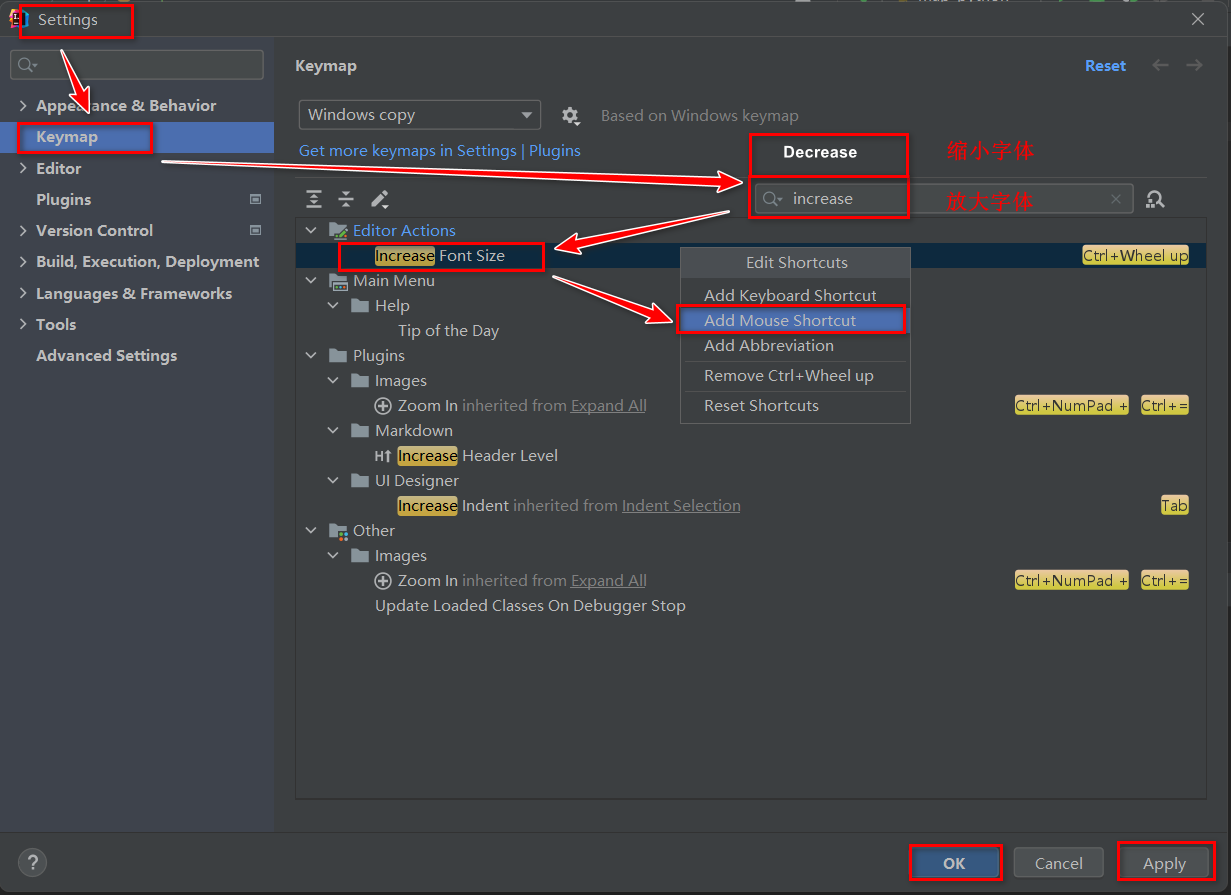 Settings
Keymap
Reset
Appearance & Behavior
Windows copy
Based on Windows keymap
Keymap
Get more keymaps in Settings | Plugins
Decrease
缩小字体
Editor
Plugins
increase
放大字体
Version Control
Editor Actions
Increase Font Size
Ctrl+Wheel up
Build, Execution, Deployment
Edit Shortcuts
Main Menu
Languages & Frameworks
Add Keyboard Shortcut
Help
Tools
Add Mouse Shortcut
Tip of the Day
Add Abbreviation
Advanced Settings
Plugins
Remove Ctrl+Wheel up
Images
Zoom In inherited from Expand All
Reset Shortcuts
Ctrl+NumPad +
Ctrl+=
Markdown
H↑ Increase Header Level
UI Designer
Increase Indent inherited from Indent Selection
Tab
Other
Images
Zoom In inherited from Expand All
Ctrl+NumPad +
Ctrl+=
Update Loaded Classes On Debugger Stop
?
OK
Cancel
Apply